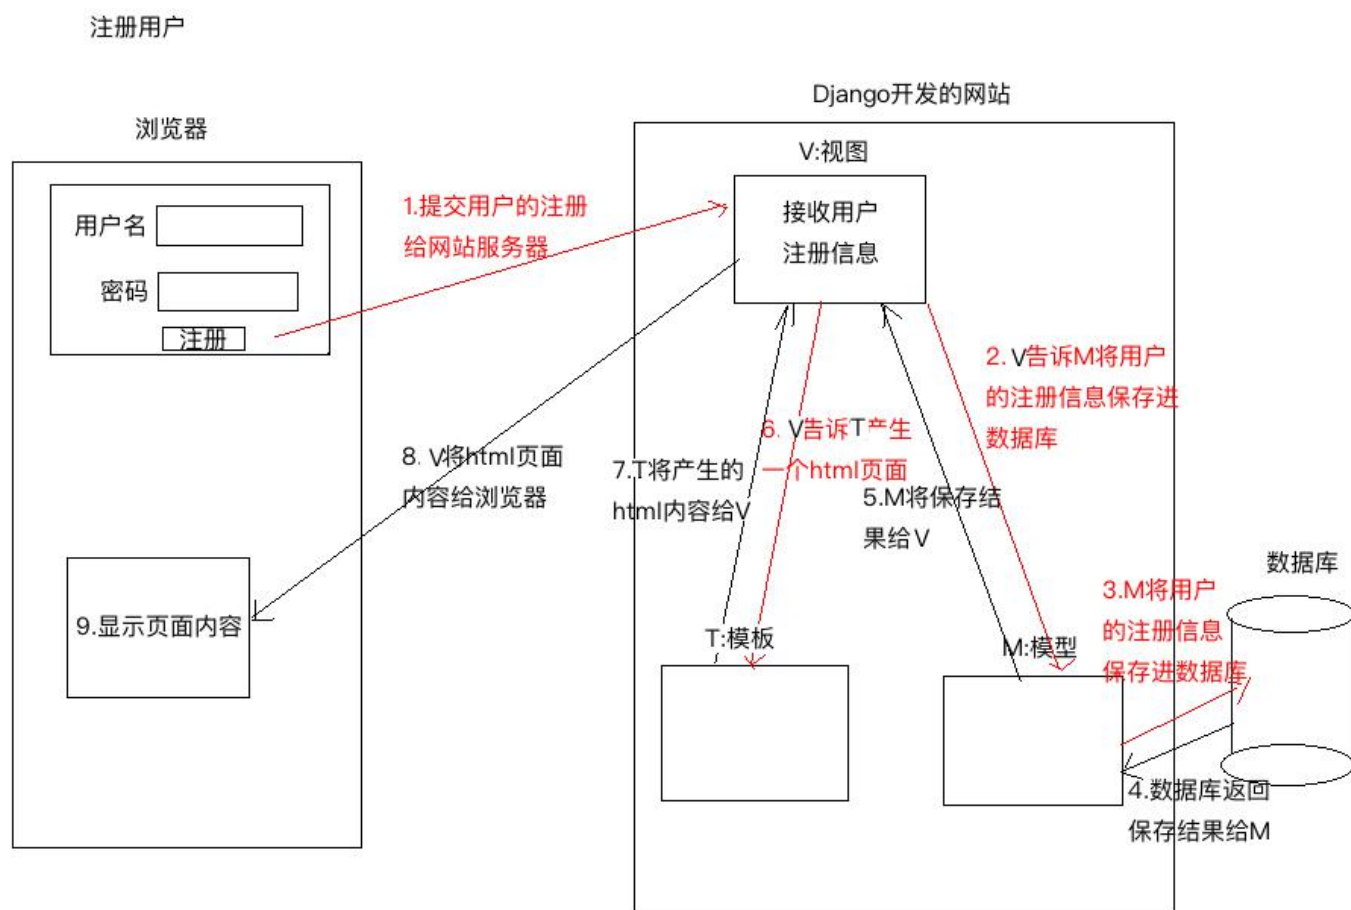 注册用户
Django开发的网站
浏览器
V:视图
用户名
密码
注册
1.提交用户的注册
给网站服务器
接收用户
注册信息
2. V告诉M将用户
的注册信息保存进
数据库
6. V告诉T产生
一个html页面
8. V将html页面
内容给浏览器
7.T将产生的
html内容给V
5.M将保存结
果给V
数据库
3.M将用户
的注册信息
保存进数据库
9.显示页面内容
T:模板
M:模型
4.数据库返回
保存结果给M